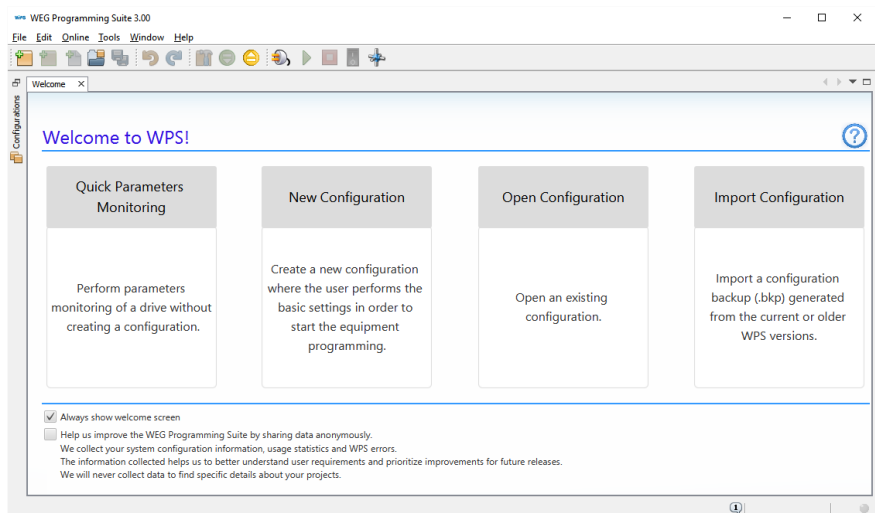 WEG Programming Suite 3.00
File Edit Online Tools Window Help
Welcome
Configurations
Welcome to WPS!
Quick Parameters
Monitoring
Perform parameters
monitoring of a drive without
creating a configuration.
New Configuration
Create a new configuration
where the user performs the
basic settings in order to
start the equipment
programming.
Open Configuration
Open an existing
configuration.
Import Configuration
Import a configuration
backup (.bkp) generated
from the current or older
WPS versions.
Always show welcome screen
Help us improve the WEG Programming Suite by sharing data anonymously.
We collect your system configuration information, usage statistics and WPS errors.
The information collected helps us to better understand user requirements and prioritize improvements for future releases.
We will never collect data to find specific details about your projects.
1